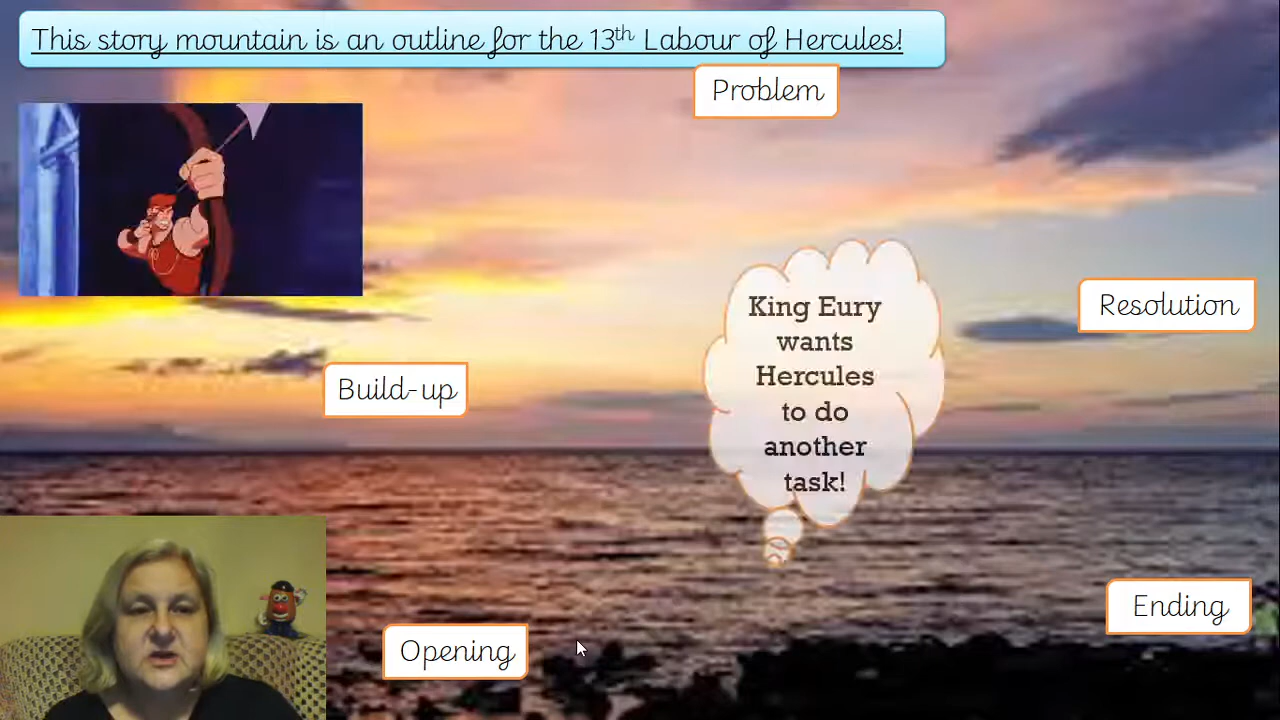 This story mountain is an outline for the 13th Labour of Hercules!
Problem
King Eury
wants
Hercules
to do
another
task!
Resolution
Build-up
Ending
Opening